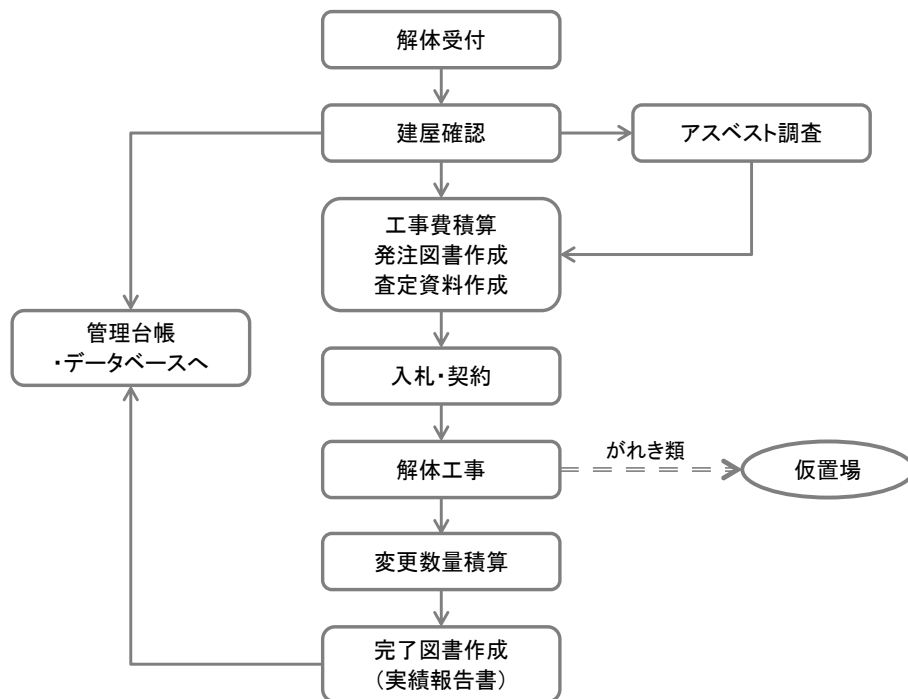 解体受付
建屋確認
アスベスト調査
工事費積算
発注図書作成
査定資料作成
管理台帳
・データベースへ
入札・契約
がれき類
解体工事
仮置場
変更数量積算
完了図書作成
（実績報告書）